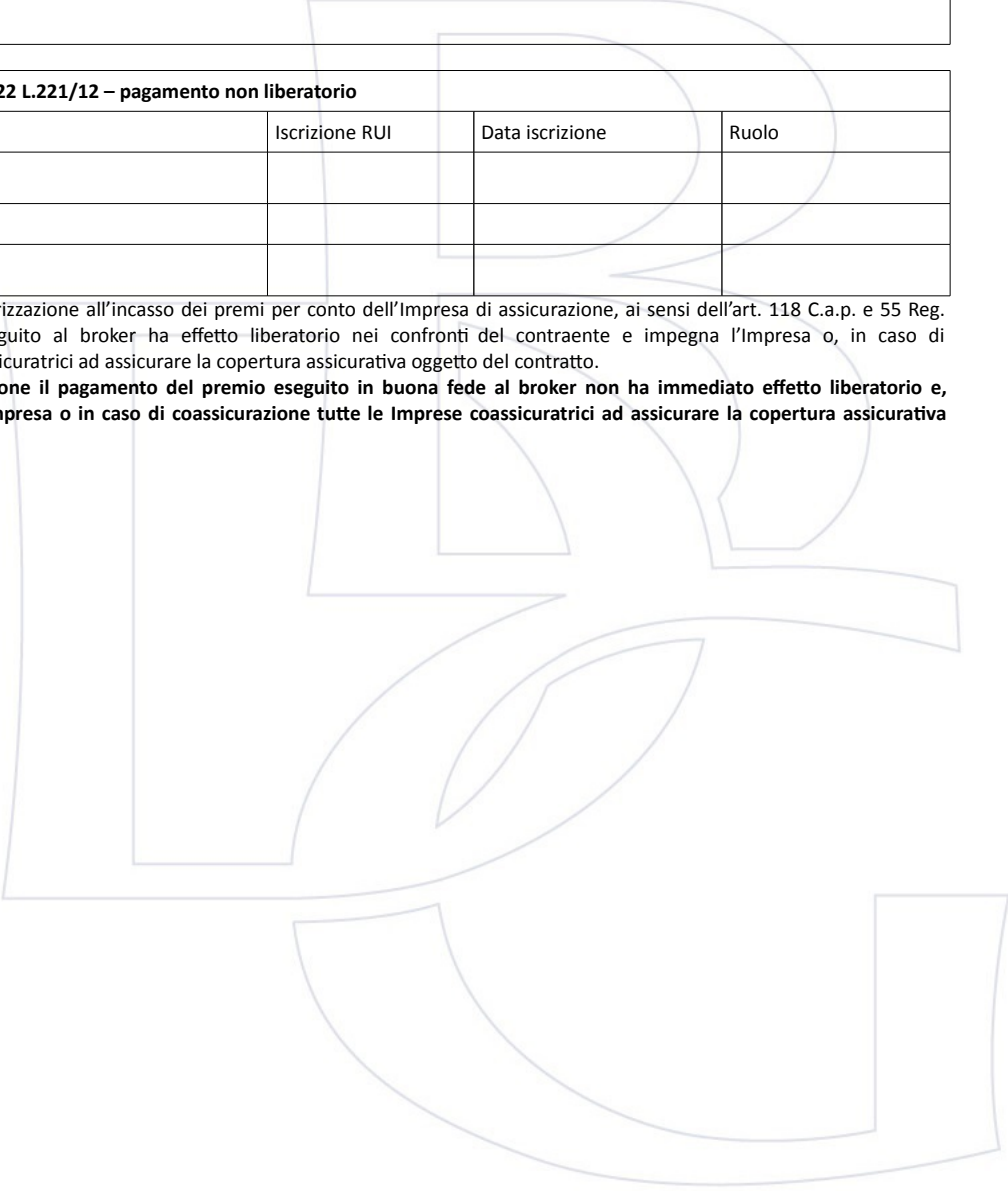 22 L.221/12 – pagamento non liberatorio
Iscrizione RUI Data iscrizione Ruolo
rizzazione all’incasso dei premi per conto dell’Impresa di assicurazione, ai sensi dell’art. 118 C.a.p. e 55 Reg.
guito al broker ha effetto liberatorio nei confronti del contraente e impegna l’Impresa o, in caso di
icuratrici ad assicurare la copertura assicurativa oggetto del contratto.
one il pagamento del premio eseguito in buona fede al broker non ha immediato effetto liberatorio e,
mpresa o in caso di coassicurazione tutte le Imprese coassicuratrici ad assicurare la copertura assicurativa